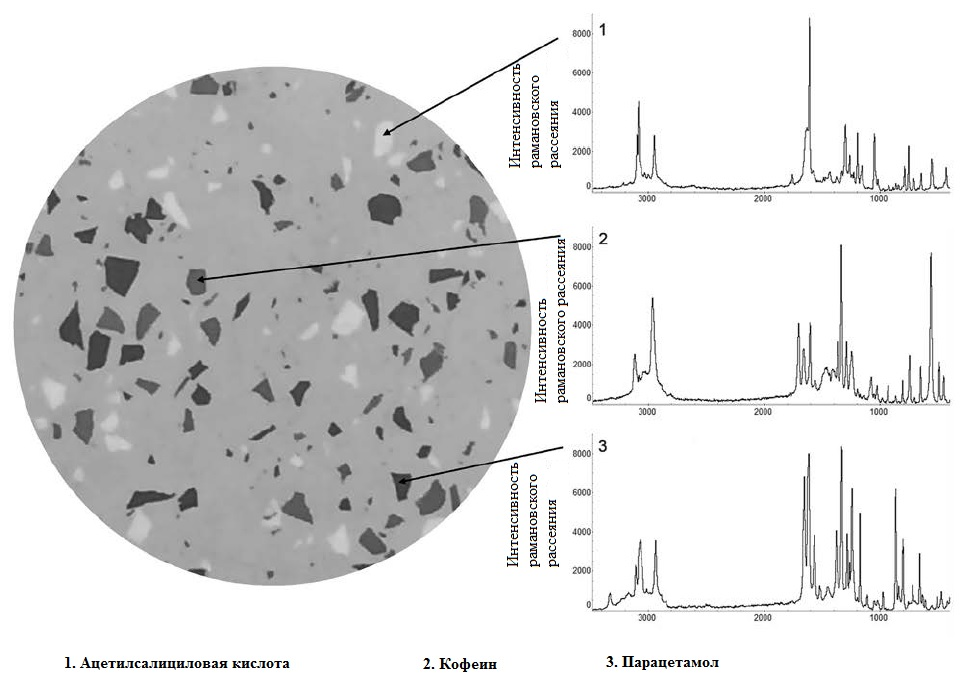 1
8000
6000
4000
2000
0
3000
2000
1000
Интенсивность
рамановского
рассеяния
2
8000
6000
4000
2000
0
3000
2000
1000
Интенсивность
рамановского рассеяния
3
8000
6000
4000
2000
0
3000
2000
1000
Интенсивность
рамановского
рассеяния
1. Ацетилсалициловая кислота
2. Кофеин
3. Парацетамол